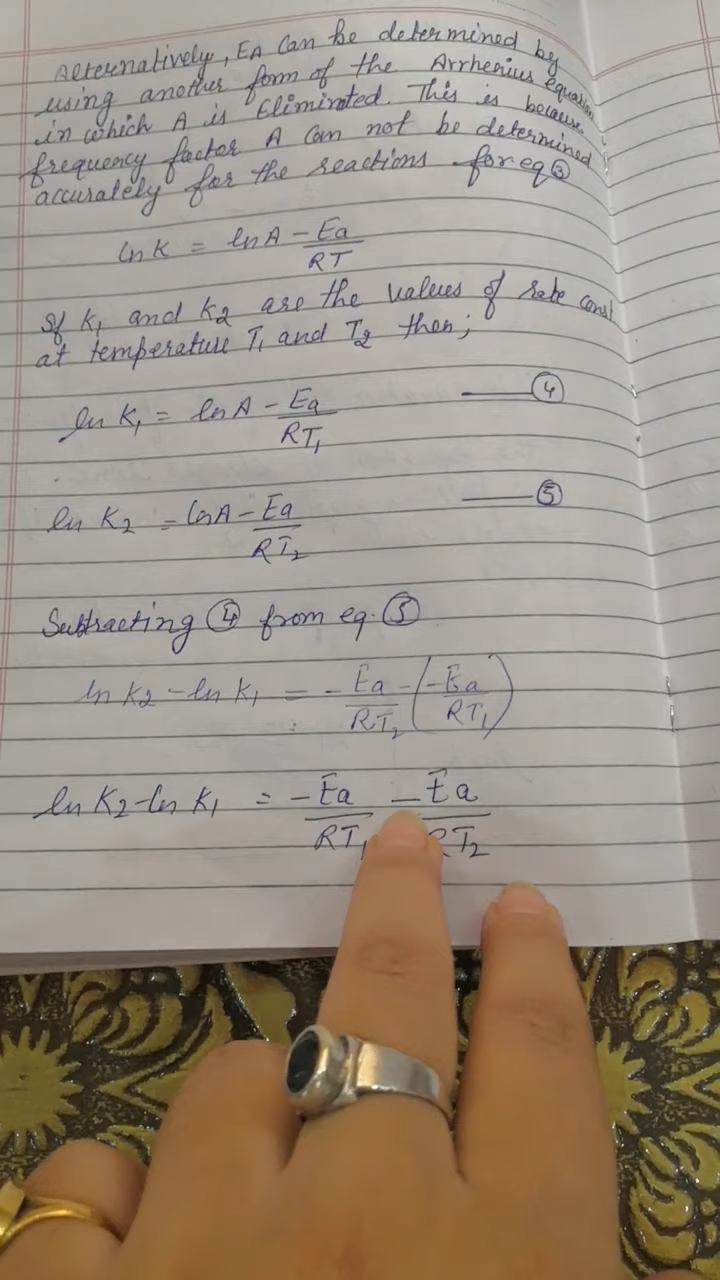 Alternatively, EA can be determined by
using another form of the Arrhenius equation
in which A is Eliminated. This is because
frequency factor A can not be determined
accurately for the reactions for eq ③
ln K = ln A - Ea/RT
If K₁ and K₂ are the values of rate const
at temperature T₁ and T₂ then;
ln K₁ = ln A - Ea/RT₁ —— ④
ln K₂ = ln A - Ea/RT₂ —— ⑤
Subtracting ④ from eq. ⑤
ln K₂ - ln K₁ = - Ea/RT₂ - (-Ea/RT₁)
ln K₂ - ln K₁ = - Ea/RT₁ - Ea/RT₂